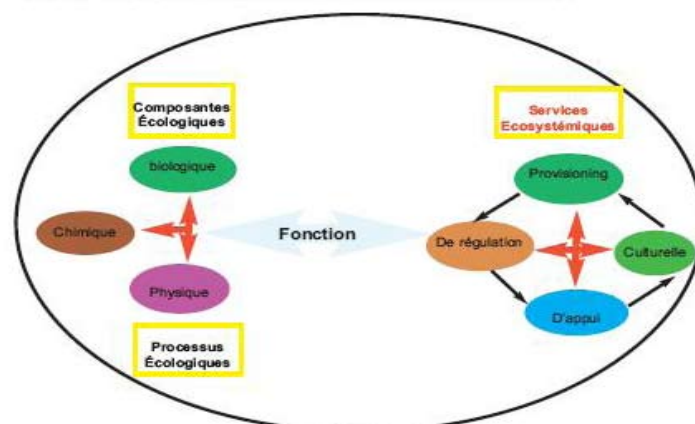 Composantes
Écologiques
biologique
Chimique
Physique
Processus
Écologiques
Fonction
Services
Ecosystémiques
Provisioning
De régulation
Culturelle
D'appui